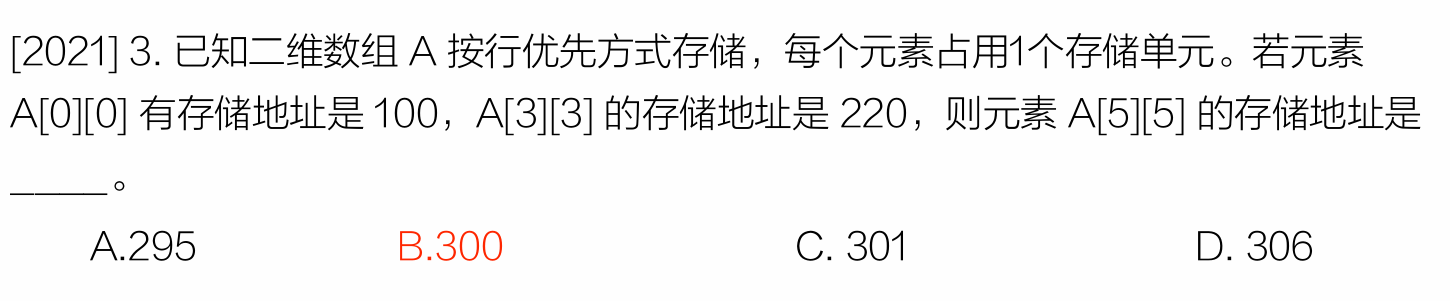 [2021] 3. 已知二维数组 A 按行优先方式存储，每个元素占用1个存储单元。若元素
A[0][0] 有存储地址是 100，A[3][3] 的存储地址是 220，则元素 A[5][5] 的存储地址是
____。
A.295 B.300 C. 301 D. 306